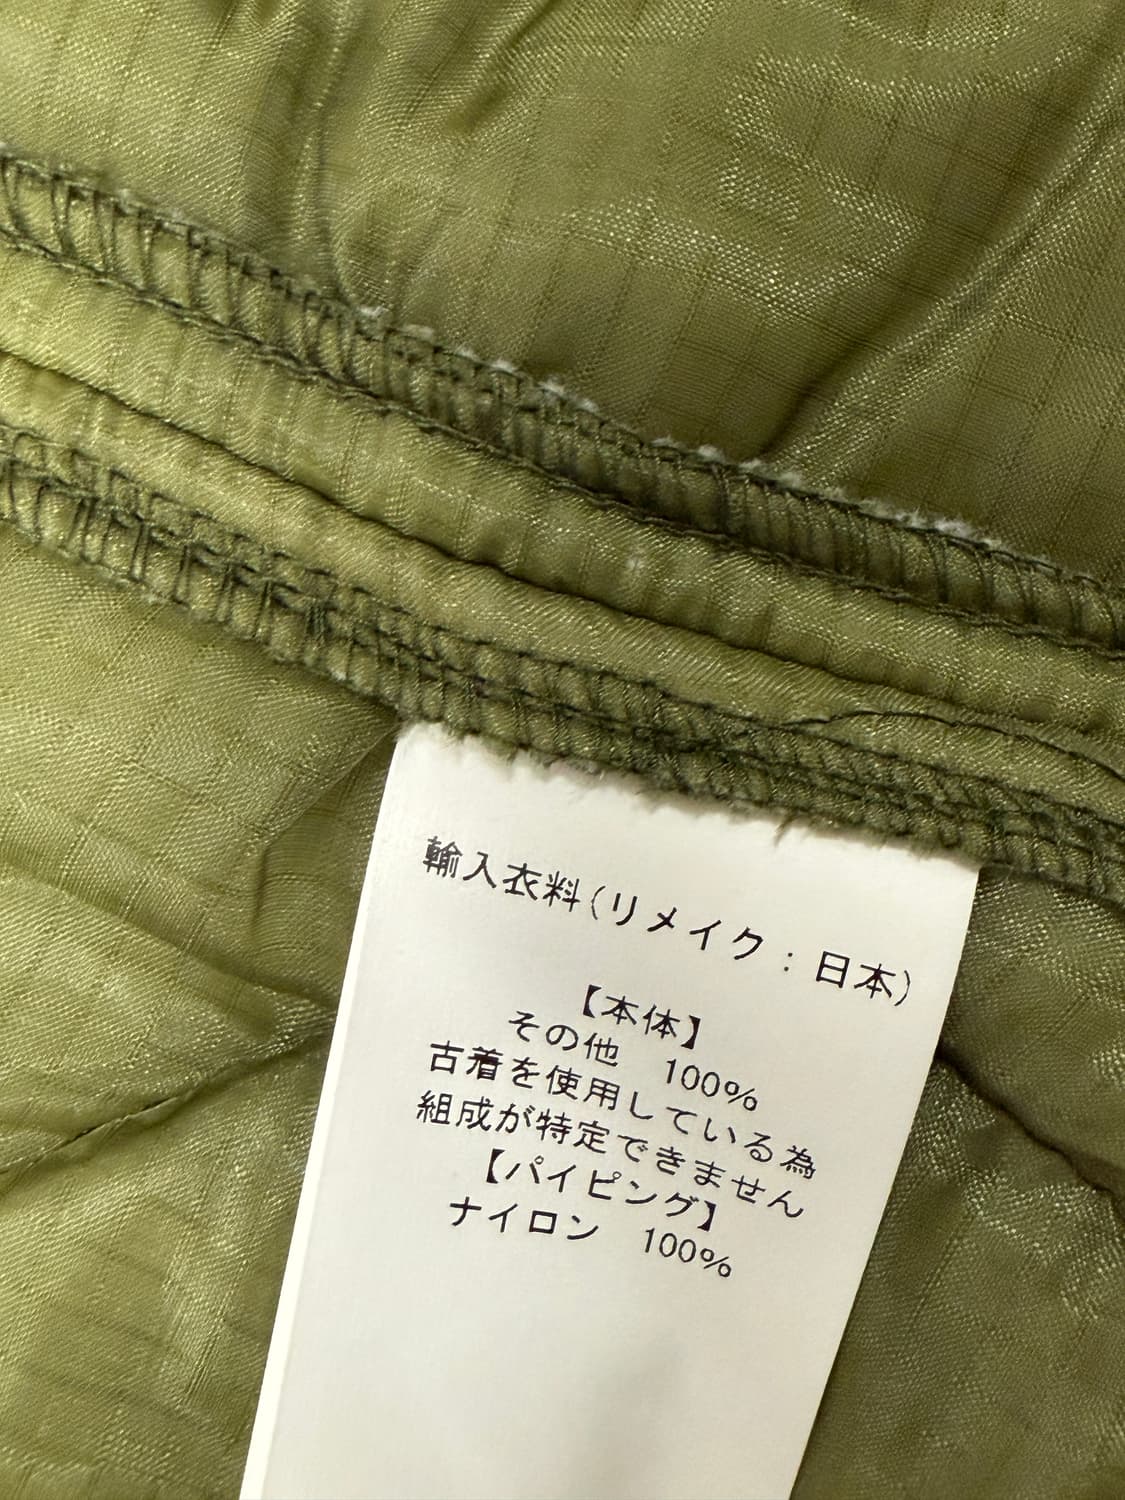 輸入衣料(リメイク:日本)
【本体】
その他 100%
古着を使用している為
組成が特定できません
【パイピング】
ナイロン 100%